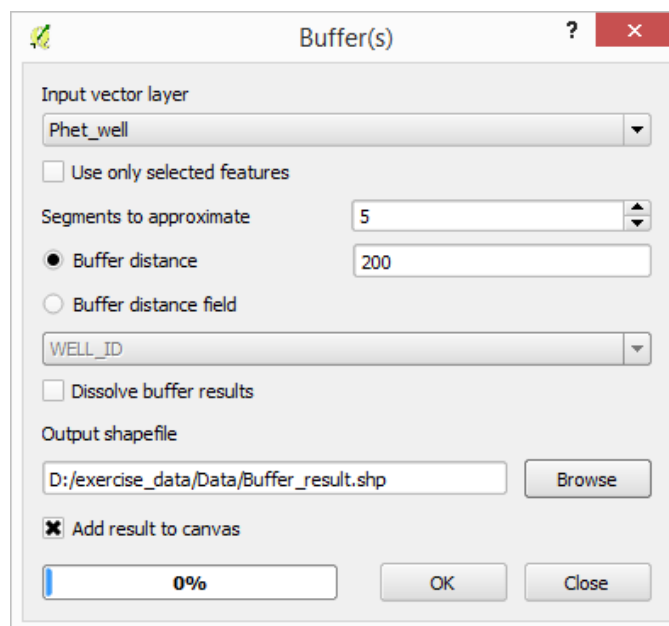 Buffer(s)
?
Input vector layer
Phet_well
Use only selected features
Segments to approximate
5
Buffer distance
200
Buffer distance field
WELL_ID
Dissolve buffer results
Output shapefile
D:/exercise_data/Data/Buffer_result.shp
Browse
Add result to canvas
0%
OK
Close